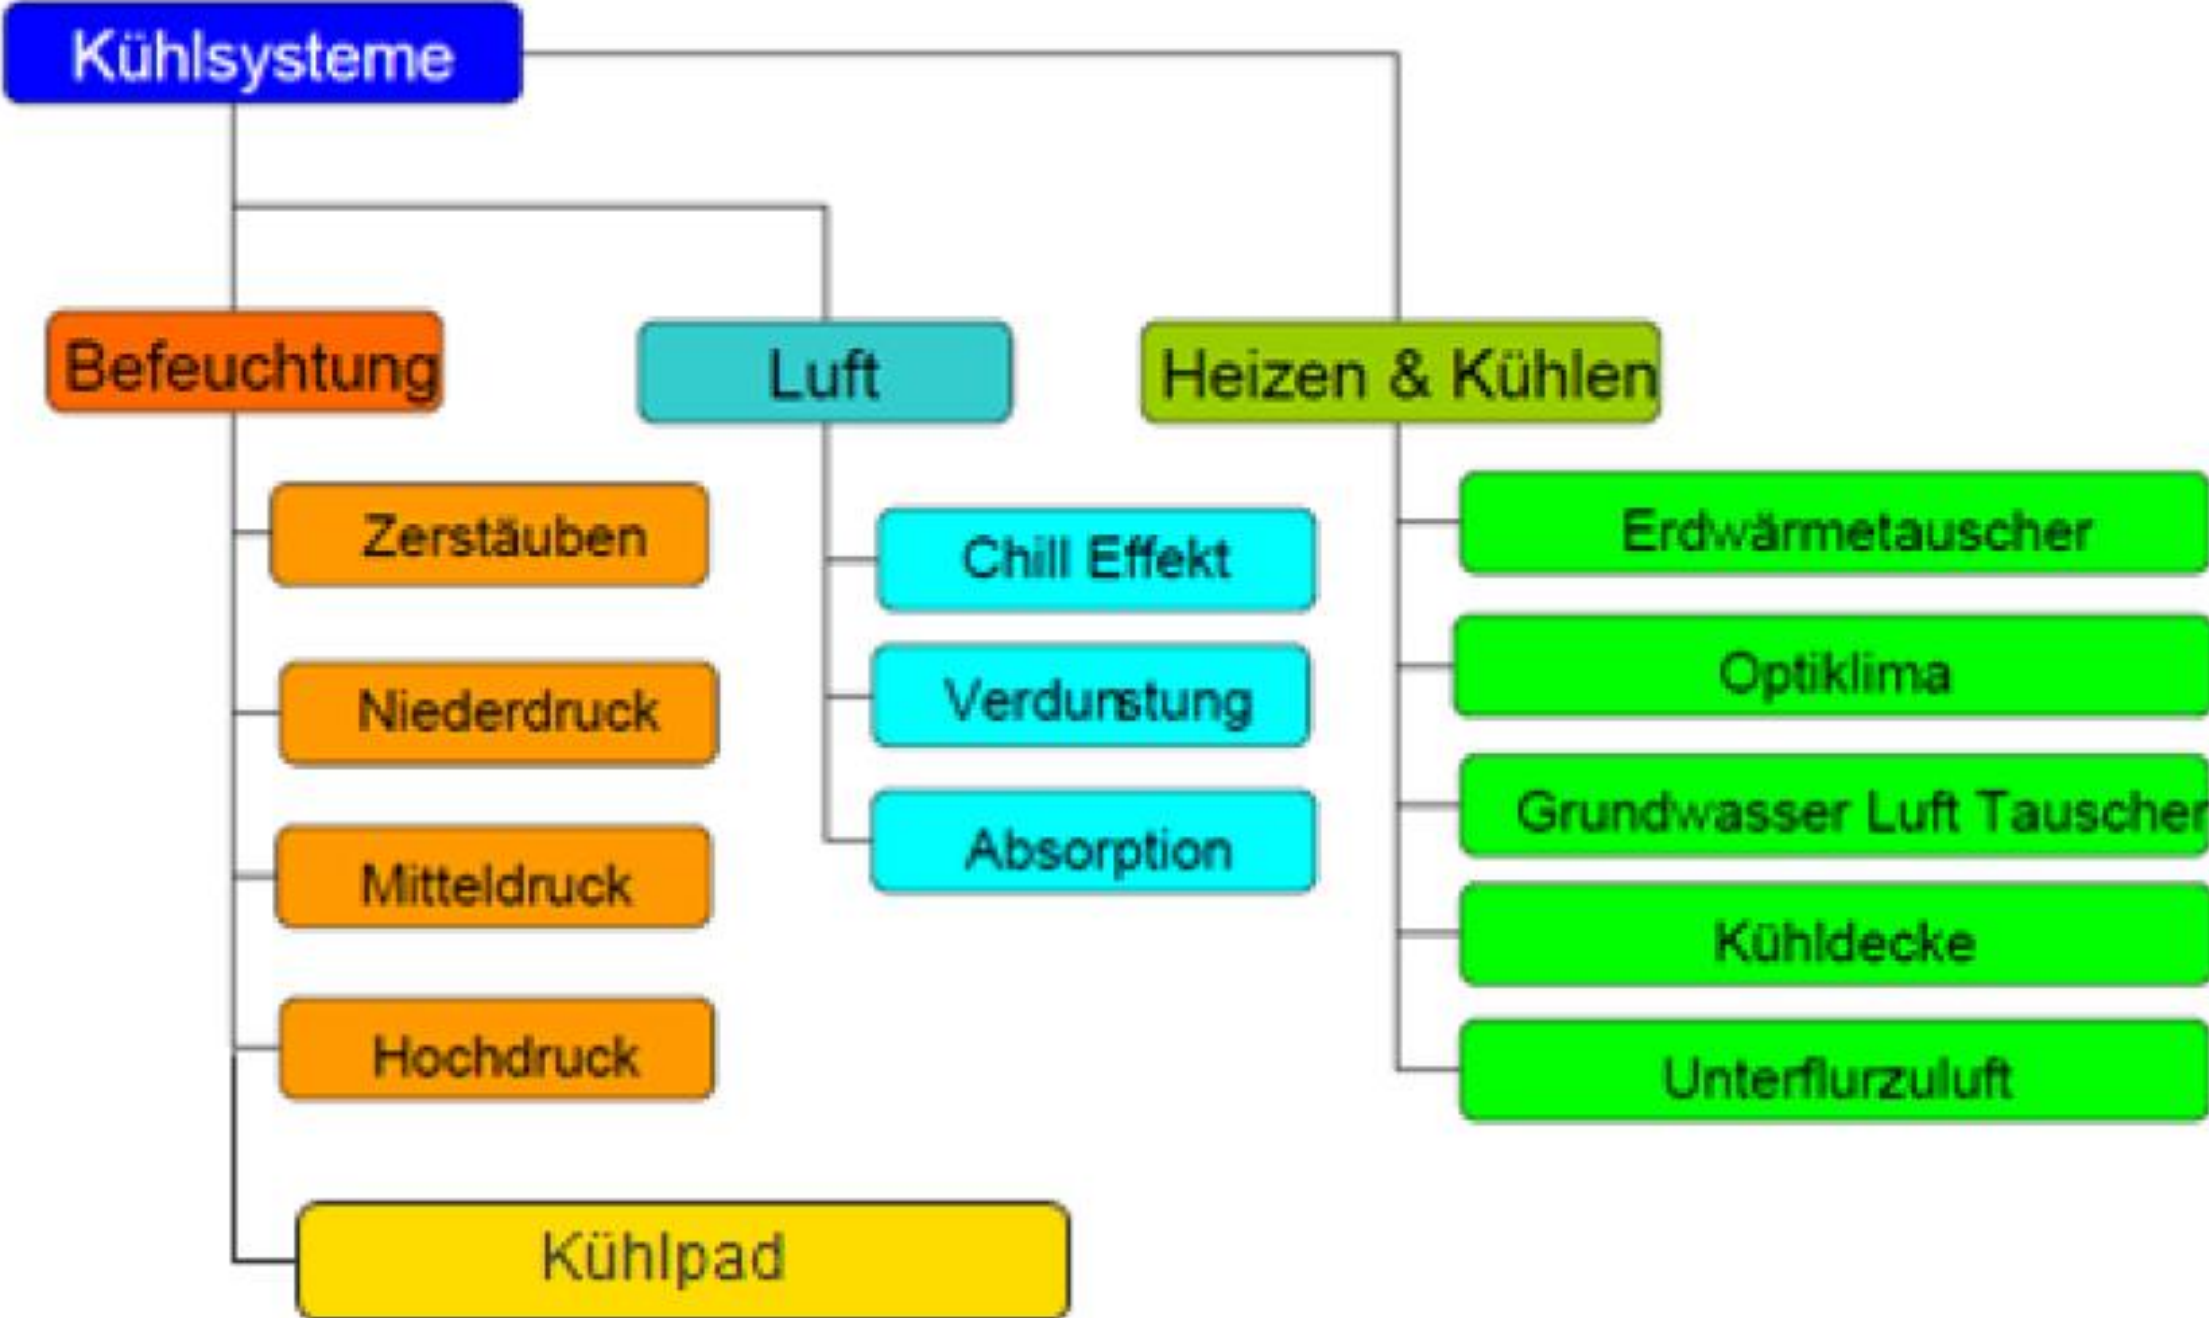 Kühlsysteme
Befeuchtung
Luft
Heizen & Kühlen
Zerstäuben
Niederdruck
Mitteldruck
Hochdruck
Kühlpad
Chill Effekt
Verdunstung
Absorption
Erdwärmetauscher
Optiklima
Grundwasser Luft Tauscher
Kühldecke
Unterflurzuluft